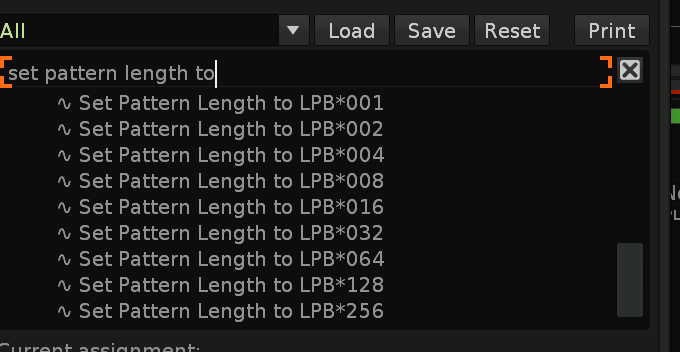 All Load Save Reset Print
set pattern length to
∿ Set Pattern Length to LPB*001
∿ Set Pattern Length to LPB*002
∿ Set Pattern Length to LPB*004
∿ Set Pattern Length to LPB*008
∿ Set Pattern Length to LPB*016
∿ Set Pattern Length to LPB*032
∿ Set Pattern Length to LPB*064
∿ Set Pattern Length to LPB*128
∿ Set Pattern Length to LPB*256
Current assignment: